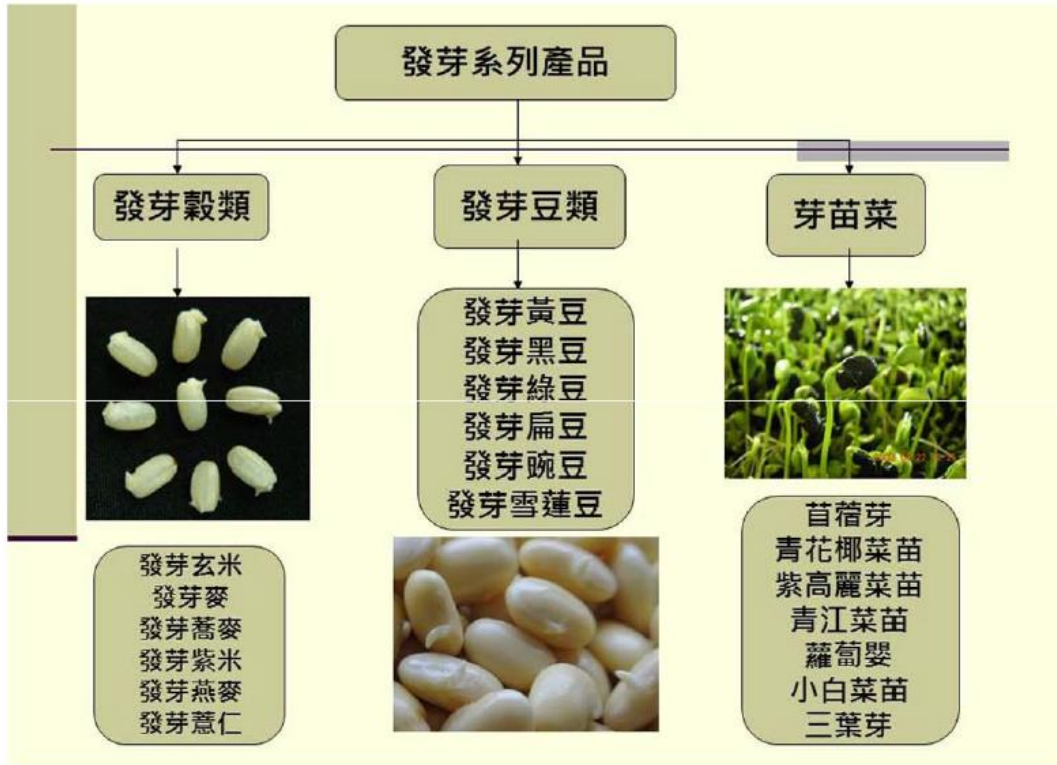 發芽系列產品
發芽穀類
發芽玄米
發芽麥
發芽蕎麥
發芽紫米
發芽燕麥
發芽薏仁
發芽豆類
發芽黃豆
發芽黑豆
發芽綠豆
發芽扁豆
發芽豌豆
發芽雪蓮豆
芽苗菜
苜蓿芽
青花椰菜苗
紫高麗菜苗
青江菜苗
蘿蔔嬰
小白菜苗
三葉芽